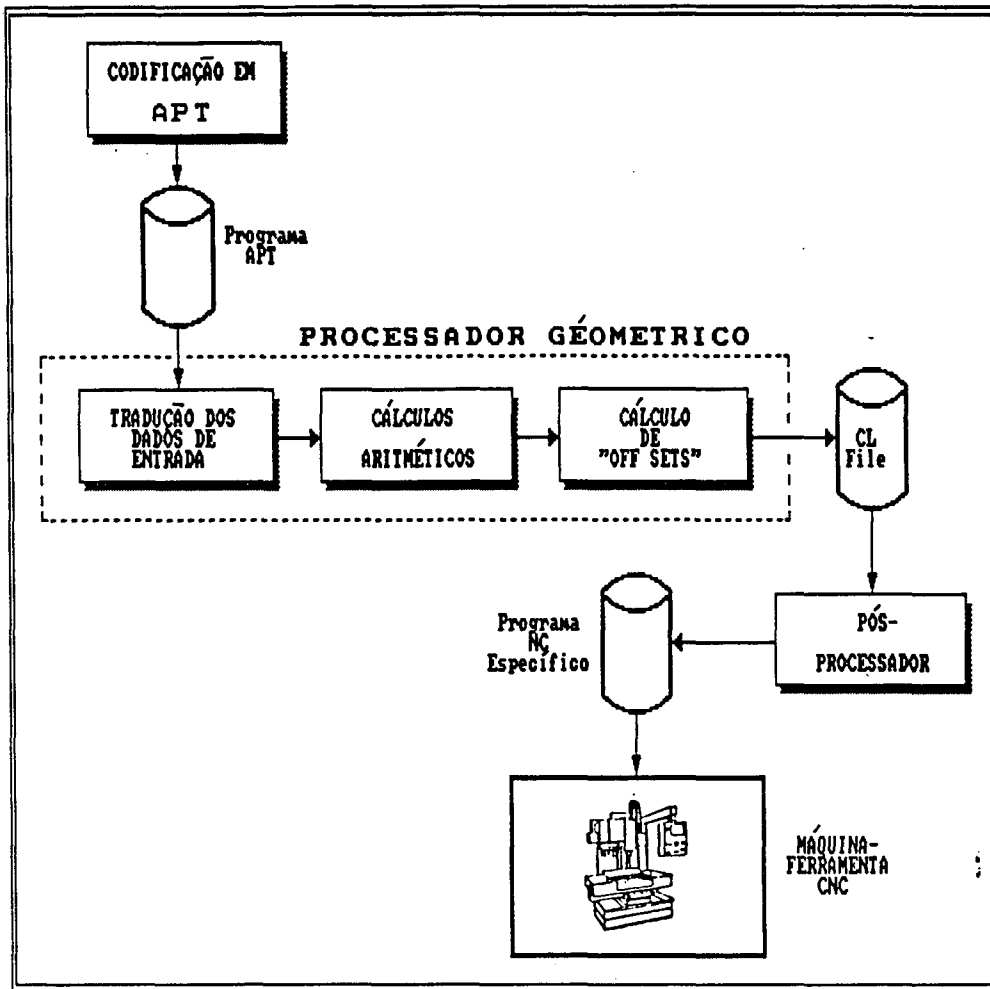 CODIFICAÇÃO EM
APT
Programa
APT
PROCESSADOR GÉOMETRICO
TRADUÇÃO DOS
DADOS DE
ENTRADA
CÁLCULOS
ARITMÉTICOS
CÁLCULO
DE
"OFF SETS"
CL
File
PÓS-
PROCESSADOR
Programa
NC
Específico
MÁQUINA-
FERRAMENTA
CNC